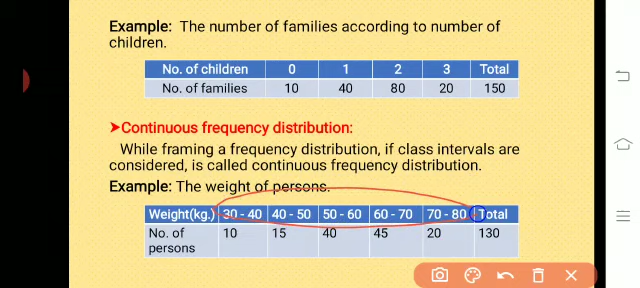 Example: The number of families according to number of
children.
No. of children 0 1 2 3 Total
No. of families 10 40 80 20 150
➤Continuous frequency distribution:
While framing a frequency distribution, if class intervals are
considered, is called continuous frequency distribution.
Example: The weight of persons.
Weight(kg.) 30 - 40 40 - 50 50 - 60 60 - 70 70 - 80 Total
No. of 10 15 40 45 20 130
persons